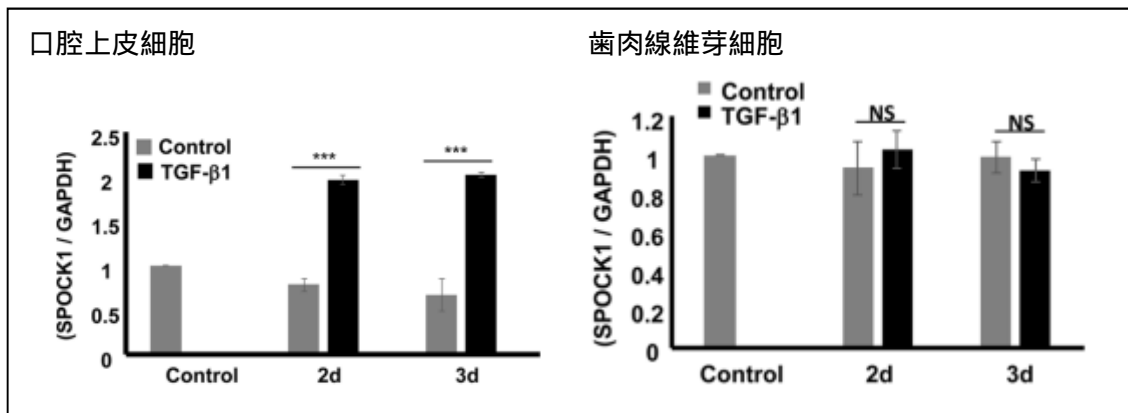 口腔上皮細胞
2.5
2
1.5
1
0.5
0
(SPOCK1 / GAPDH)
Control
TGF-β1
***
***
Control
2d
3d
歯肉線維芽細胞
1.2
1
0.8
0.6
0.4
0.2
0
(SPOCK1 / GAPDH)
Control
TGF-β1
NS
NS
Control
2d
3d